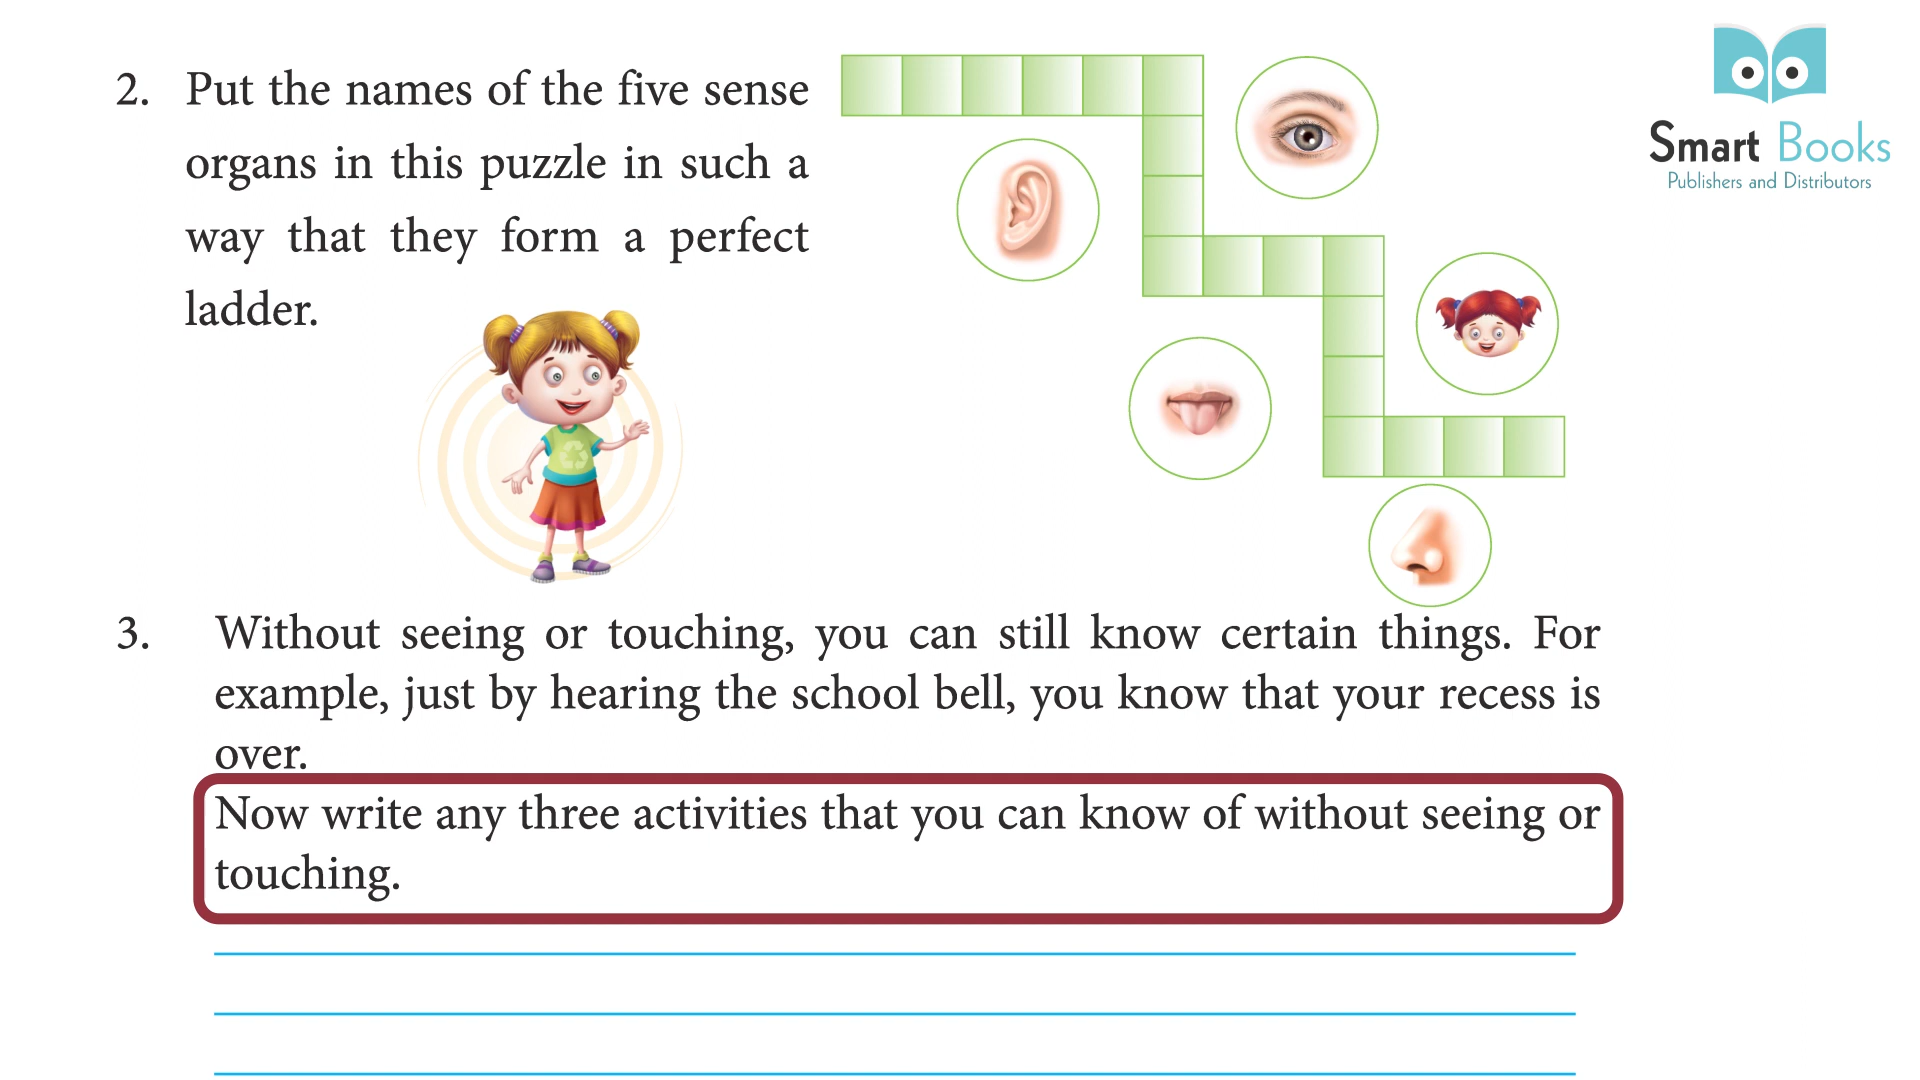 2. Put the names of the five sense
organs in this puzzle in such a
way that they form a perfect
ladder.
Smart Books
Publishers and Distributors
3. Without seeing or touching, you can still know certain things. For
example, just by hearing the school bell, you know that your recess is
over.
Now write any three activities that you can know of without seeing or
touching.